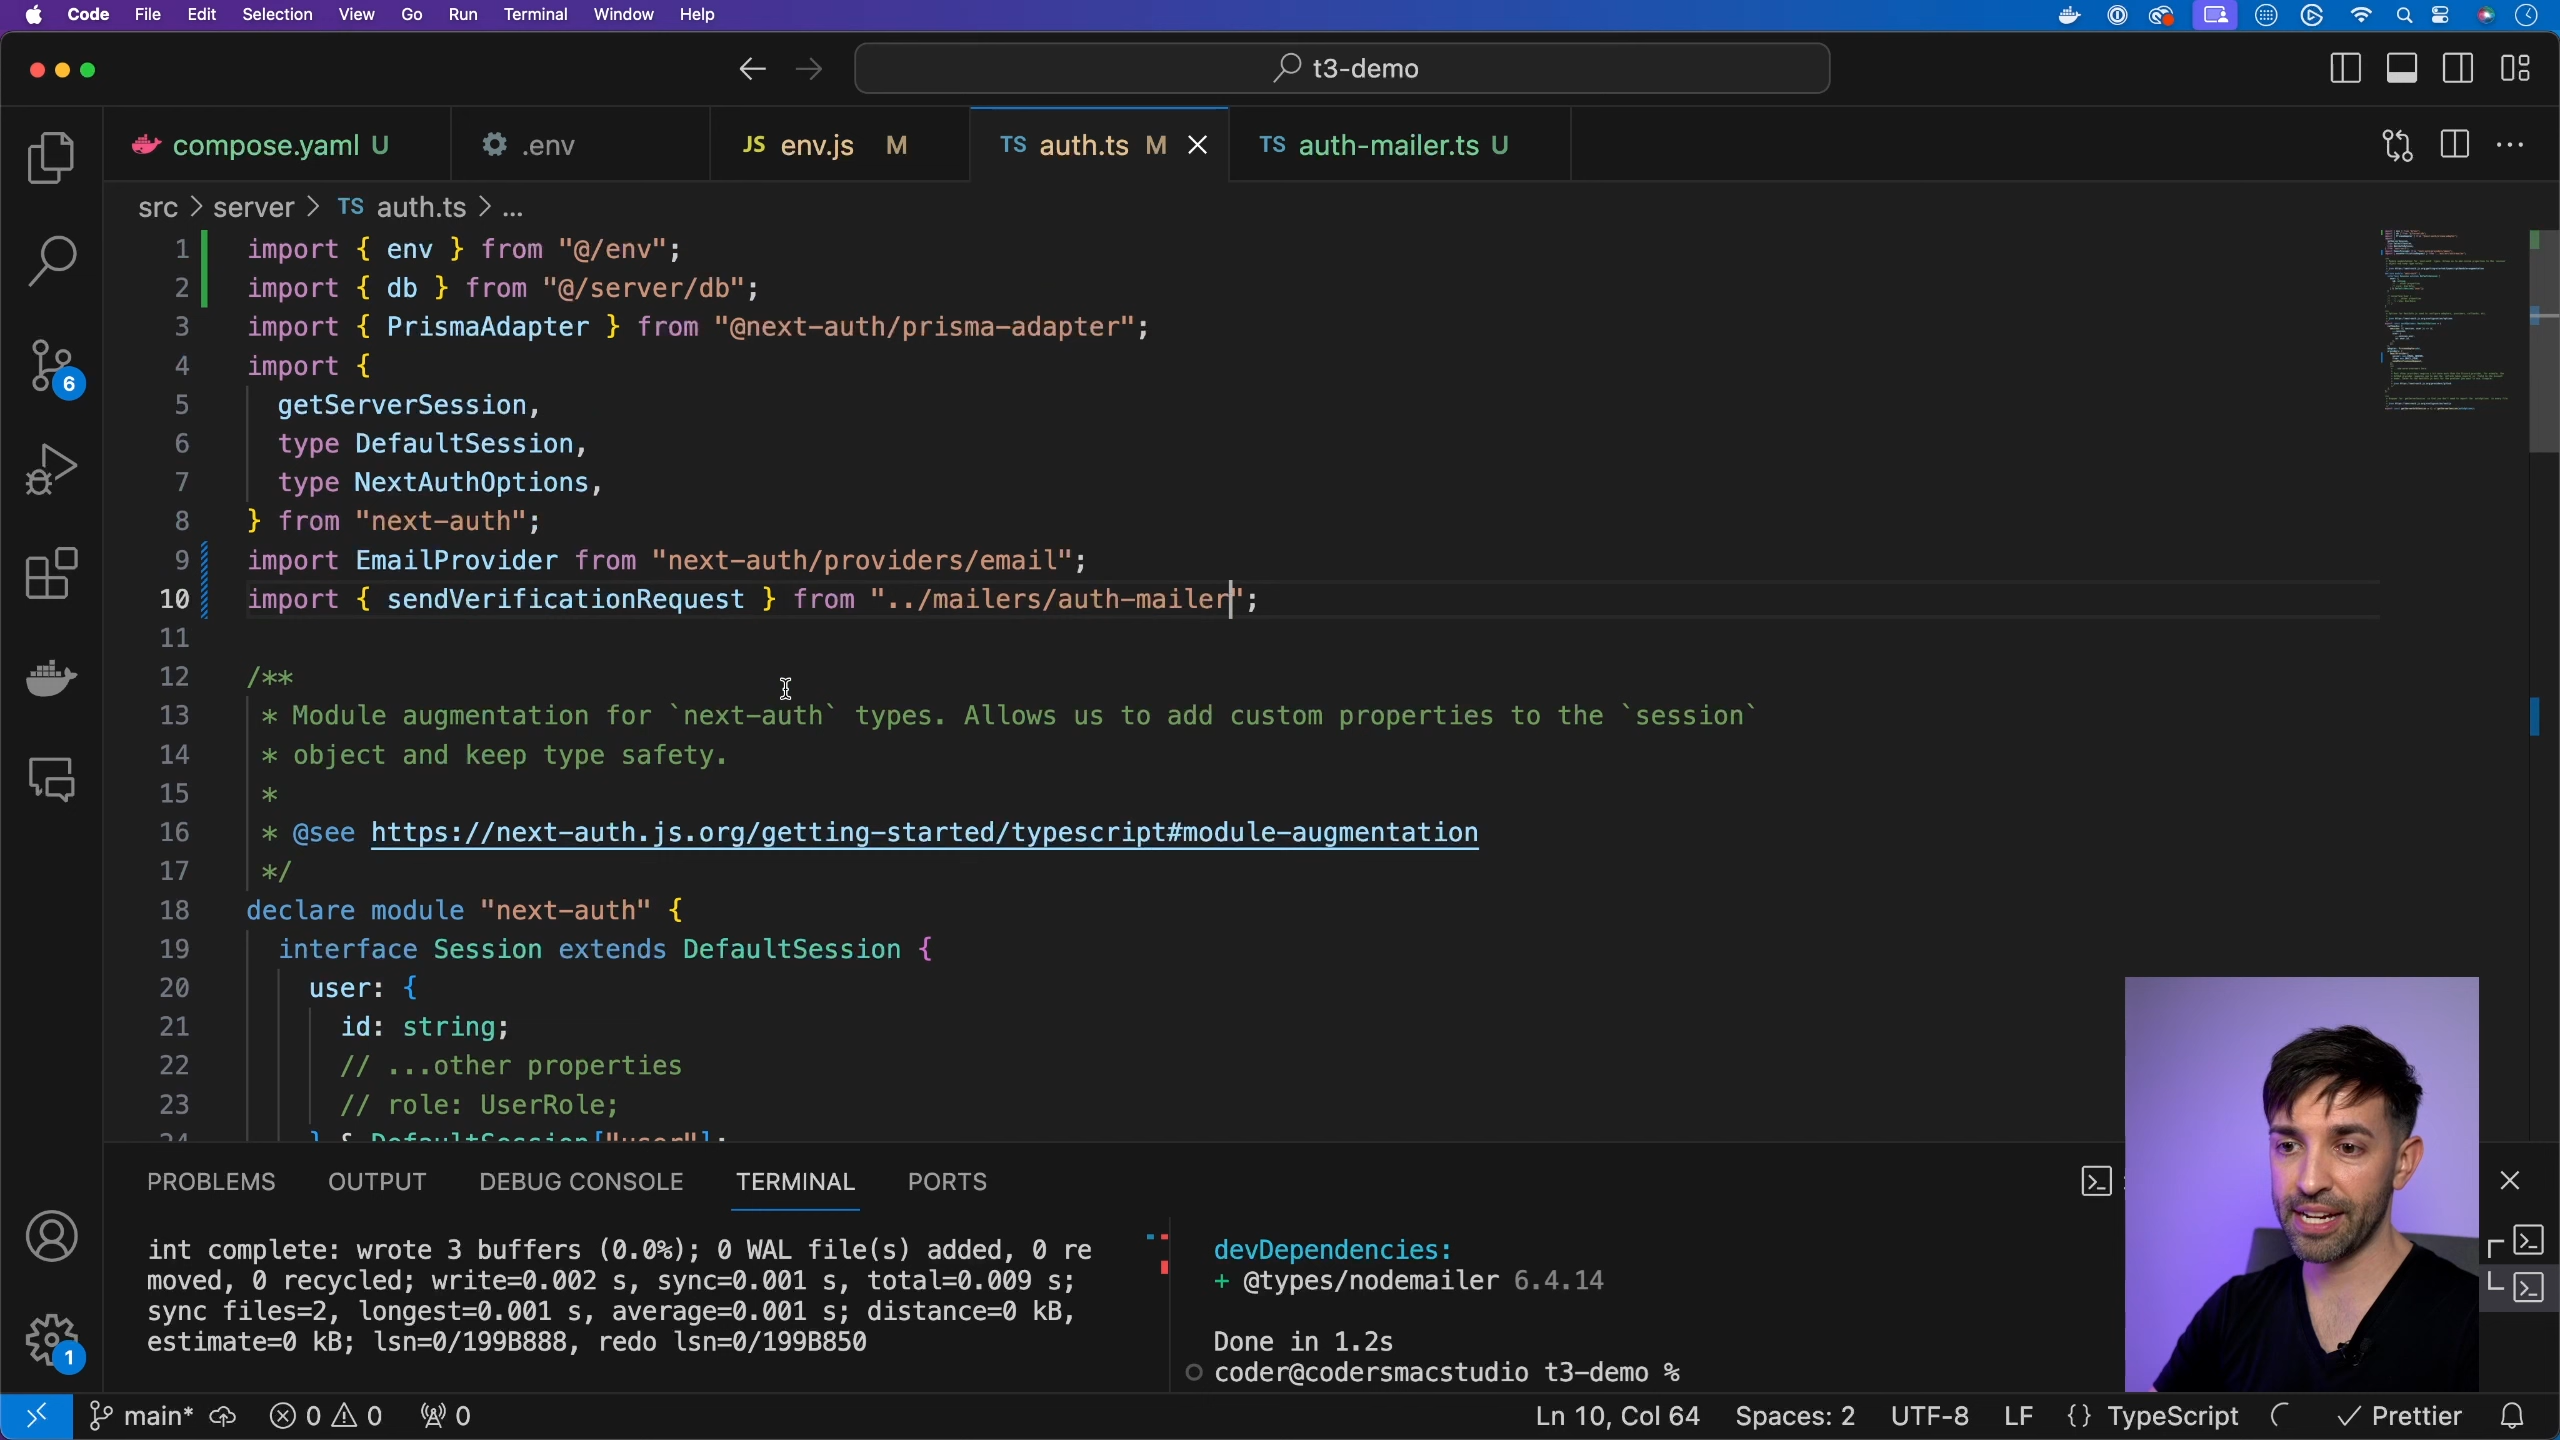 Code File Edit Selection View Go Run Terminal Window Help
t3-demo
compose.yaml U
.env
JS env.js M
TS auth.ts M
TS auth-mailer.ts U
src > server > TS auth.ts > ...
1 import { env } from "@/env";
2 import { db } from "@/server/db";
3 import { PrismaAdapter } from "@next-auth/prisma-adapter";
4 import {
5 getServerSession,
6 type DefaultSession,
7 type NextAuthOptions,
8 } from "next-auth";
9 import EmailProvider from "next-auth/providers/email";
10 import { sendVerificationRequest } from "../mailers/auth-mailer";
11
12 /**
13 * Module augmentation for `next-auth` types. Allows us to add custom properties to the `session`
14 * object and keep type safety.
15 *
16 * @see https://next-auth.js.org/getting-started/typescript#module-augmentation
17 */
18 declare module "next-auth" {
19 interface Session extends DefaultSession {
20 user: {
21 id: string;
22 // ...other properties
23 // role: UserRole;
24 } & DefaultSession["user"];
6
1
PROBLEMS OUTPUT DEBUG CONSOLE TERMINAL PORTS
int complete: wrote 3 buffers (0.0%); 0 WAL file(s) added, 0 re
moved, 0 recycled; write=0.002 s, sync=0.001 s, total=0.009 s;
sync files=2, longest=0.001 s, average=0.001 s; distance=0 kB,
estimate=0 kB; lsn=0/199B888, redo lsn=0/199B850
devDependencies:
+ @types/nodemailer 6.4.14
Done in 1.2s
coder@codersmacstudio t3-demo %
main* 0 0 0 Ln 10, Col 64 Spaces: 2 UTF-8 LF {} TypeScript Prettier